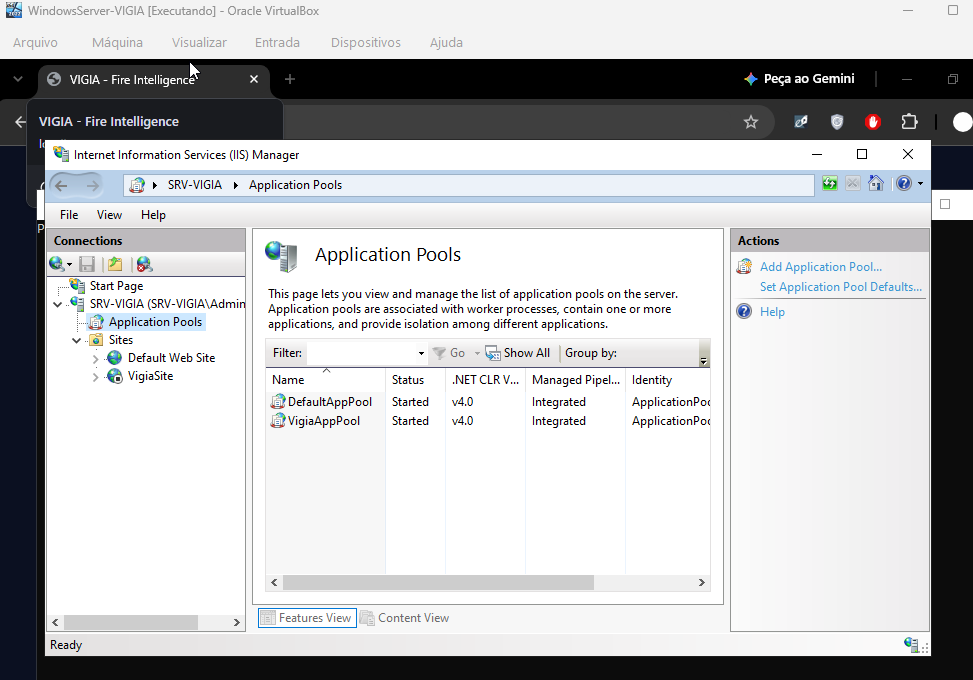 WindowsServer-VIGIA [Executando] - Oracle VirtualBox
Arquivo Máquina Visualizar Entrada Dispositivos Ajuda
VIGIA - Fire Intelligence
Peça ao Gemini
VIGIA - Fire Intelligence
Internet Information Services (IIS) Manager
SRV-VIGIA Application Pools
File View Help
Connections
Start Page
SRV-VIGIA (SRV-VIGIA\Admin
Application Pools
Sites
Default Web Site
VigiaSite
Application Pools
This page lets you view and manage the list of application pools on the server.
Application pools are associated with worker processes, contain one or more
applications, and provide isolation among different applications.
Filter: Go Show All Group by:
Name Status .NET CLR V... Managed Pipel... Identity
DefaultAppPool Started v4.0 Integrated ApplicationPoo
VigiaAppPool Started v4.0 Integrated ApplicationPoo
Features View Content View
Actions
Add Application Pool...
Set Application Pool Defaults...
Help
Ready